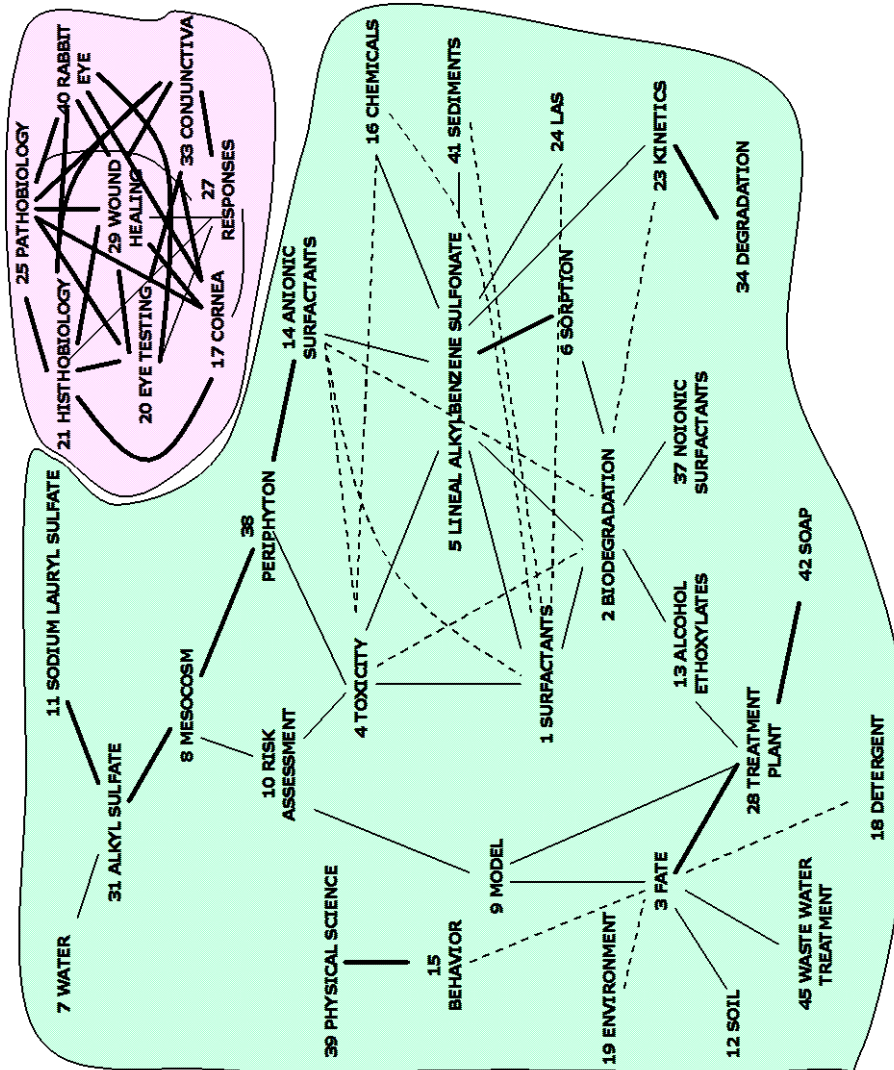 25 PATHOBIOLOGY
11 SODIUM LAURYL SULFATE
7 WATER
21 HISTHOBIOLOGY
40 RABBIT
EYE
31 ALKYL SULFATE
29 WOUND
HEALING
20 EYE TESTING
33 CONJUNCTIVA
8 MESOCOSM
27
RESPONSES
17 CORNEA
38
PERIPHYTON
10 RISK
ASSESSMENT
14 ANIONIC
SURFACTANTS
39 PHYSICAL SCIENCE
4 TOXICITY
16 CHEMICALS
15
BEHAVIOR
5 LINEAL ALKYLBENZENE SULFONATE
41 SEDIMENTS
9 MODEL
1 SURFACTANTS
24 LAS
6 SORPTION
19 ENVIRONMENT
2 BIODEGRADATION
3 FATE
23 KINETICS
13 ALCOHOL
ETHOXYLATES
37 NOIONIC
SURFACTANTS
12 SOIL
34 DEGRADATION
28 TREATMENT
PLANT
45 WASTE WATER
TREATMENT
42 SOAP
18 DETERGENT